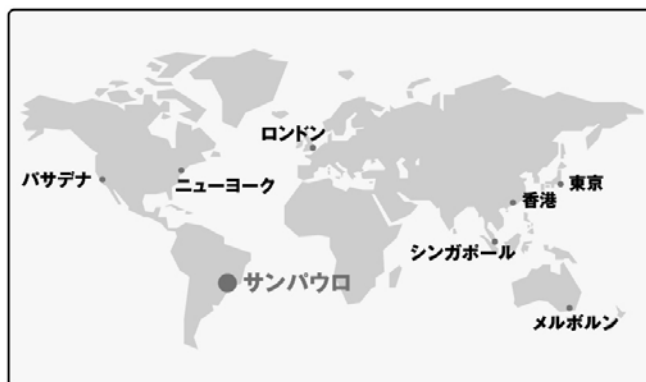 ロンドン
パサデナ
ニューヨーク
東京
香港
シンガポール
サンパウロ
メルボルン